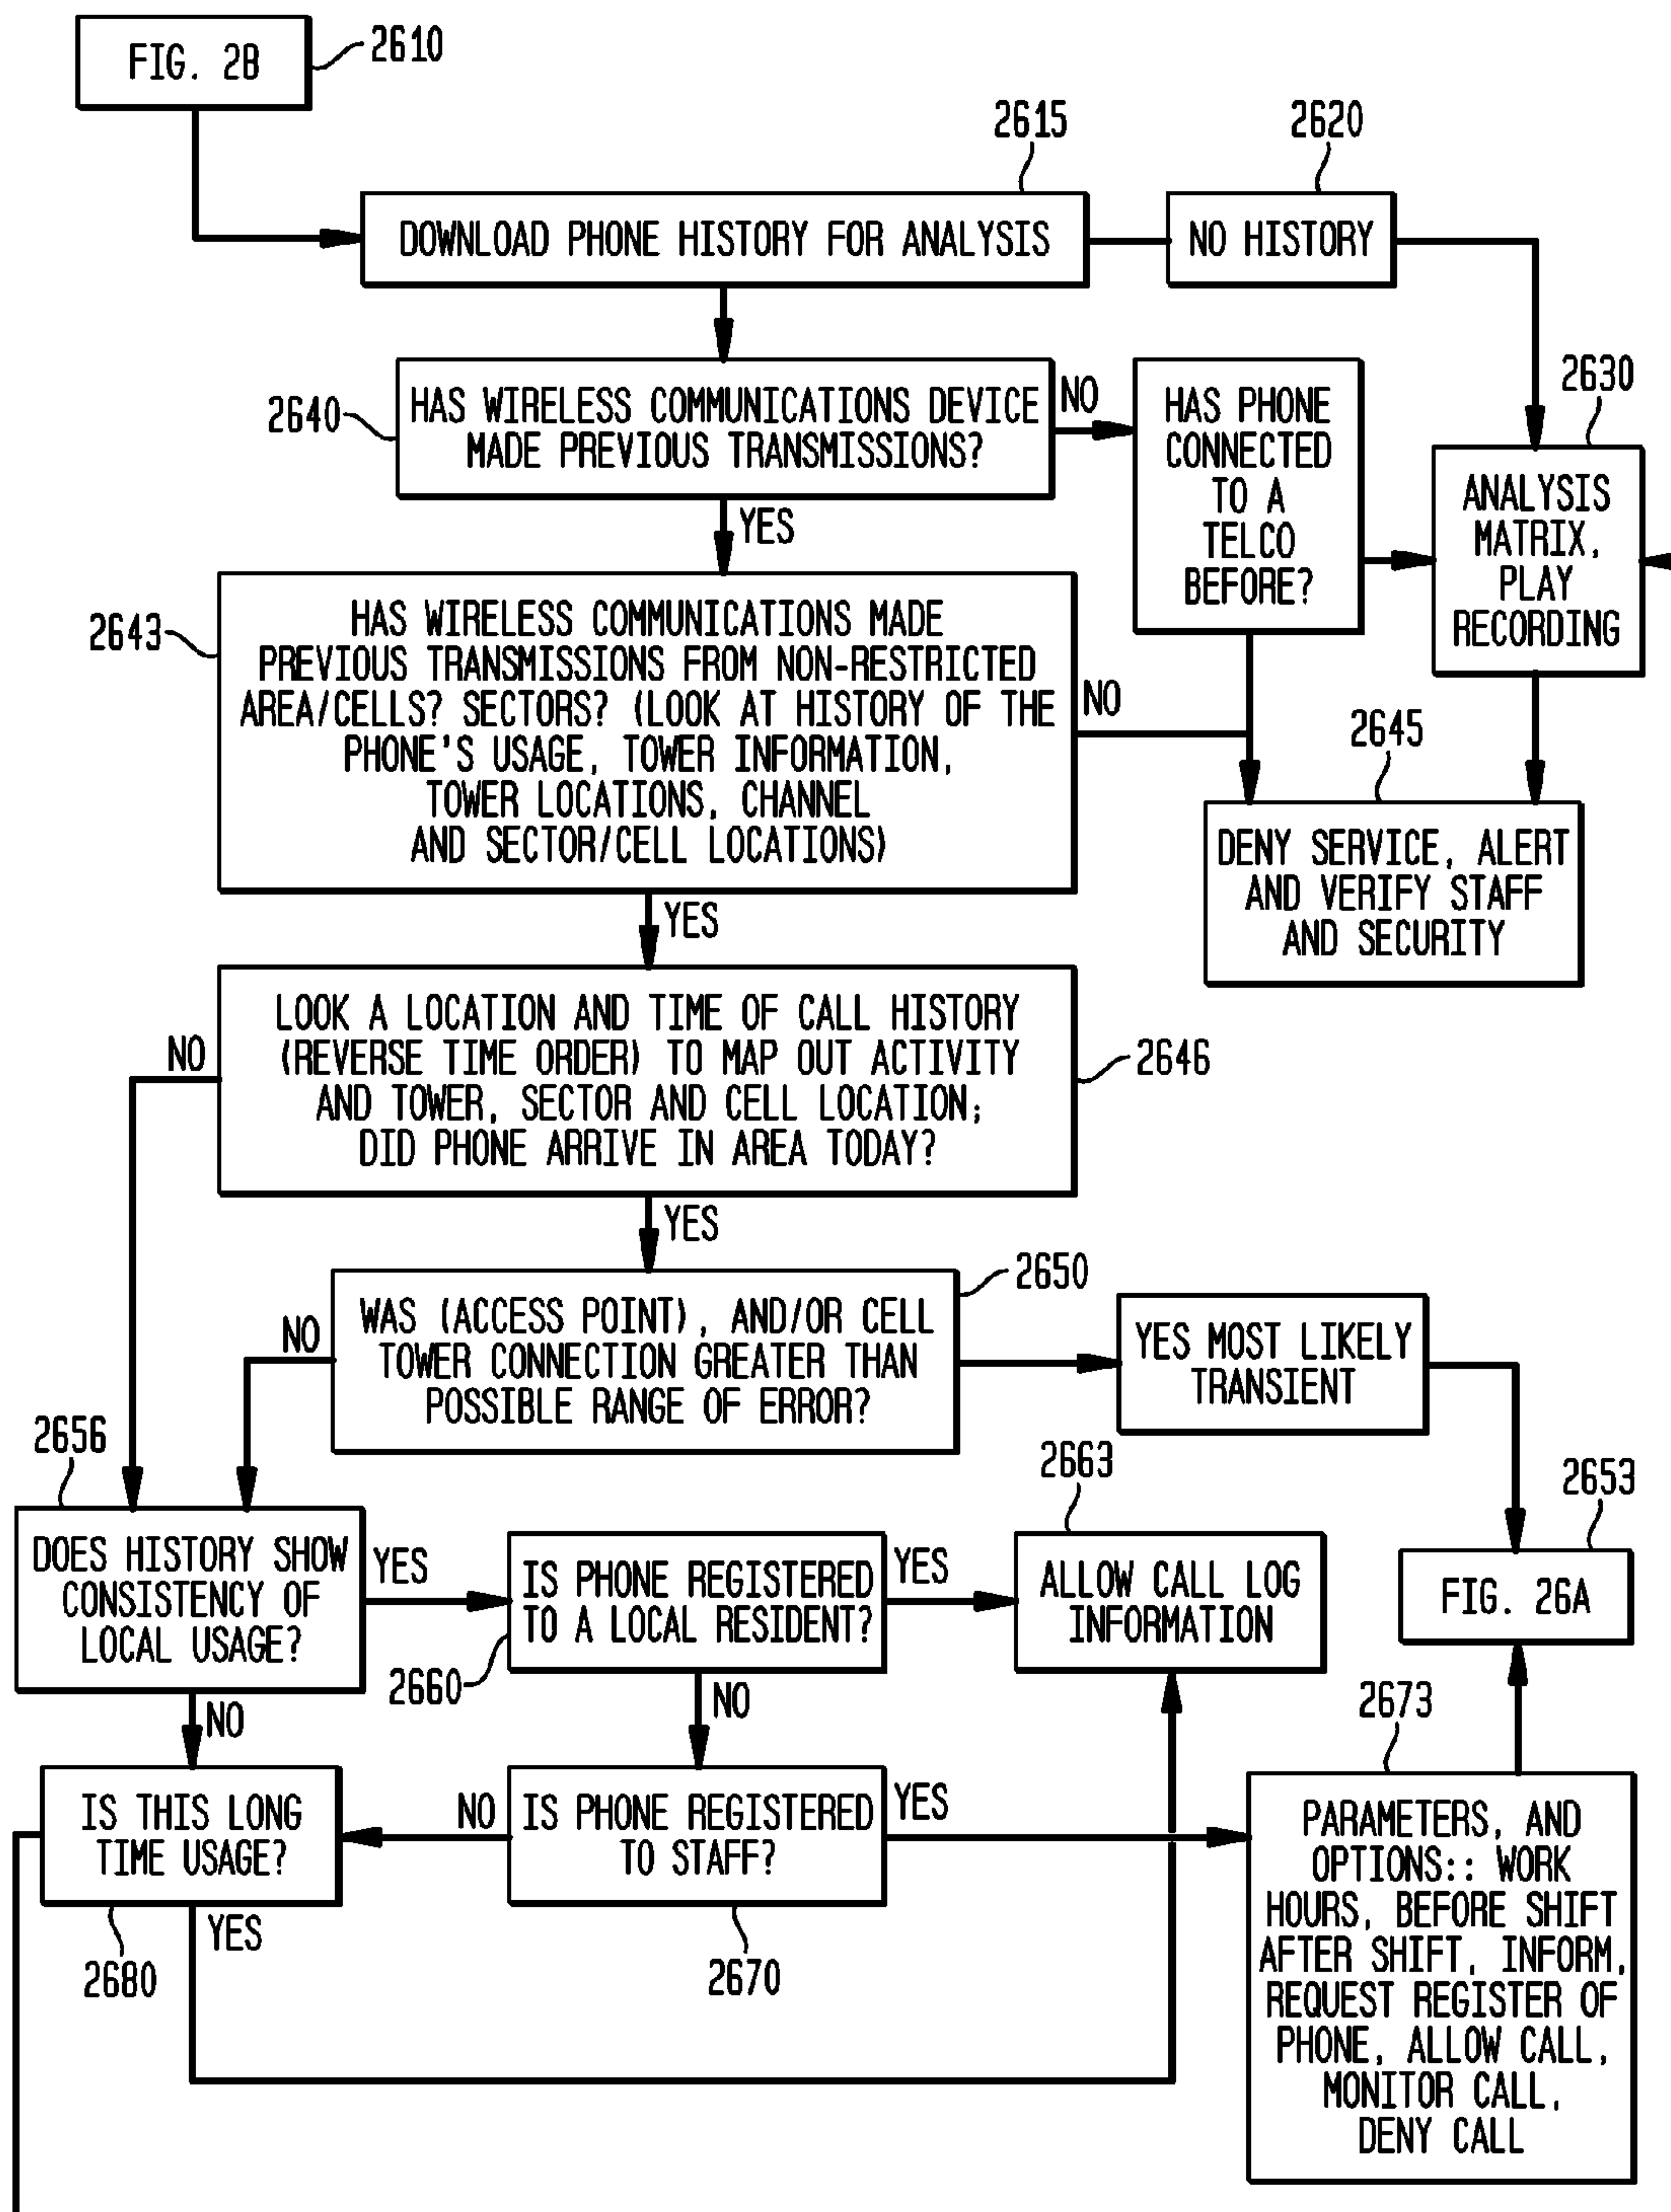 FIG. 2B
2610
2615
2620
DOWNLOAD PHONE HISTORY FOR ANALYSIS
NO HISTORY
2640
HAS WIRELESS COMMUNICATIONS DEVICE
MADE PREVIOUS TRANSMISSIONS?
NO
HAS PHONE
CONNECTED
TO A
TELCO
BEFORE?
2630
ANALYSIS
MATRIX,
PLAY
RECORDING
YES
2643
HAS WIRELESS COMMUNICATIONS MADE
PREVIOUS TRANSMISSIONS FROM NON-RESTRICTED
AREA/CELLS? SECTORS? (LOOK AT HISTORY OF THE
PHONE'S USAGE, TOWER INFORMATION,
TOWER LOCATIONS, CHANNEL
AND SECTOR/CELL LOCATIONS)
NO
2645
DENY SERVICE, ALERT
AND VERIFY STAFF
AND SECURITY
YES
NO
LOOK A LOCATION AND TIME OF CALL HISTORY
(REVERSE TIME ORDER) TO MAP OUT ACTIVITY
AND TOWER, SECTOR AND CELL LOCATION;
DID PHONE ARRIVE IN AREA TODAY?
2646
YES
2650
NO
WAS (ACCESS POINT), AND/OR CELL
TOWER CONNECTION GREATER THAN
POSSIBLE RANGE OF ERROR?
YES MOST LIKELY
TRANSIENT
2656
2663
2653
DOES HISTORY SHOW
CONSISTENCY OF
LOCAL USAGE?
YES
IS PHONE REGISTERED
TO A LOCAL RESIDENT?
YES
ALLOW CALL LOG
INFORMATION
FIG. 26A
2660
NO
NO
2673
IS THIS LONG
TIME USAGE?
NO
IS PHONE REGISTERED
TO STAFF?
YES
PARAMETERS, AND
OPTIONS:: WORK
HOURS, BEFORE SHIFT
AFTER SHIFT, INFORM,
REQUEST REGISTER OF
PHONE, ALLOW CALL,
MONITOR CALL,
DENY CALL
YES
2680
2670